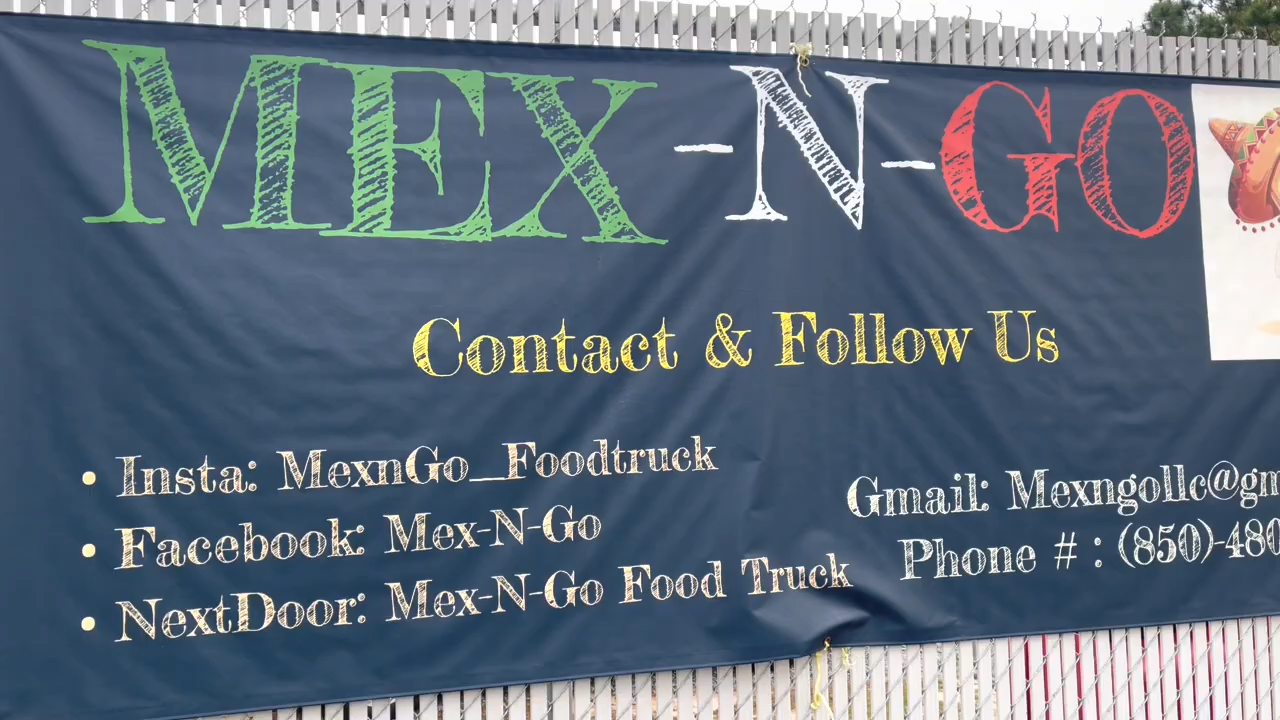 MEX-N-GO
Contact & Follow Us
• Insta: MexnGo_Foodtruck
• Facebook: Mex-N-Go
• NextDoor: Mex-N-Go Food Truck
Gmail: Mexngollc@gm
Phone # : (850)-480